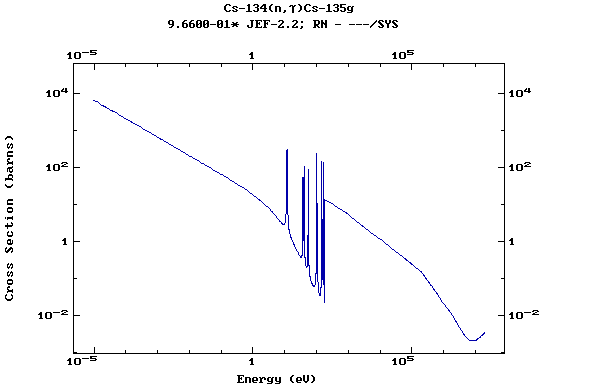 Cs-134(n,γ)Cs-135g
9.6600-01* JEF-2.2; RN - ---/SYS
10-5 1 105
104 104
102 102
1 1
10-2 10-2
10-5 1 105
Cross Section (barns)
Energy (eV)